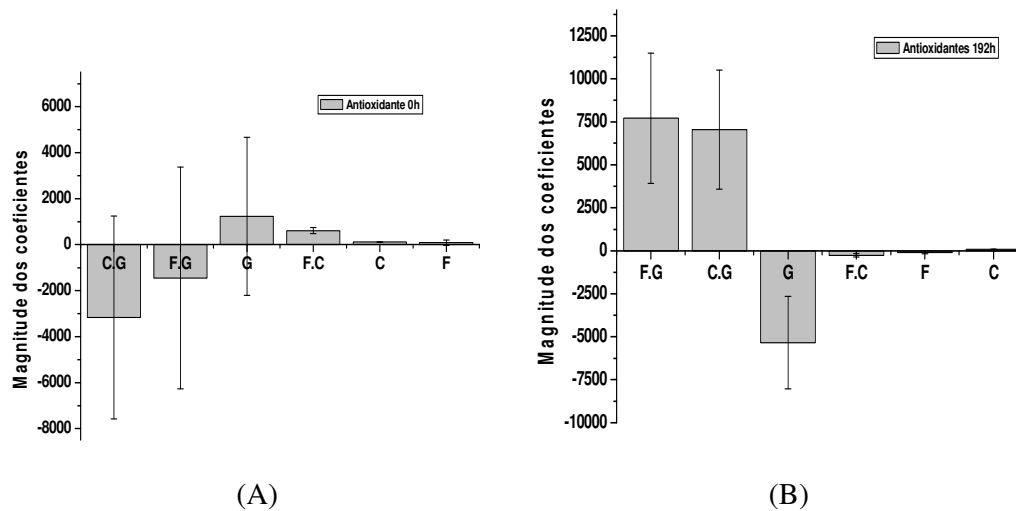 Magnitude dos coeficientes
6000
4000
2000
0
-2000
-4000
-6000
-8000
Antioxidante 0h
C.G
F.G
G
F.C
C
F
(A)
Magnitude dos coeficientes
12500
10000
7500
5000
2500
0
-2500
-5000
-7500
-10000
Antioxidantes 192h
F.G
C.G
G
F.C
F
C
(B)